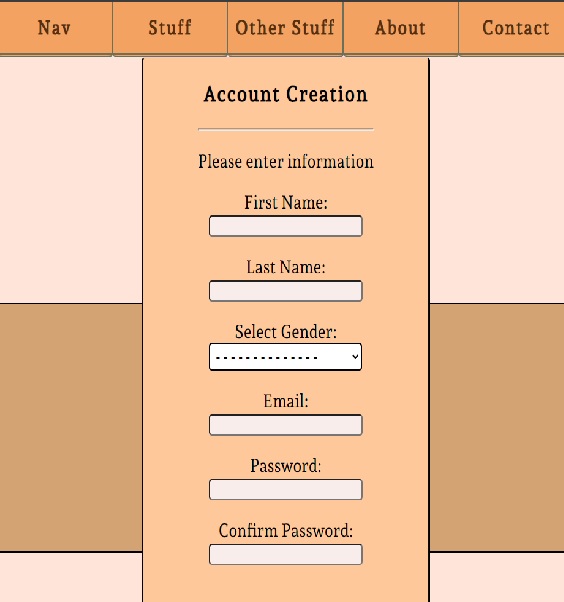 Nav Stuff Other Stuff About Contact
Account Creation
Please enter information
First Name:
Last Name:
Select Gender:
--------------
Email:
Password:
Confirm Password: